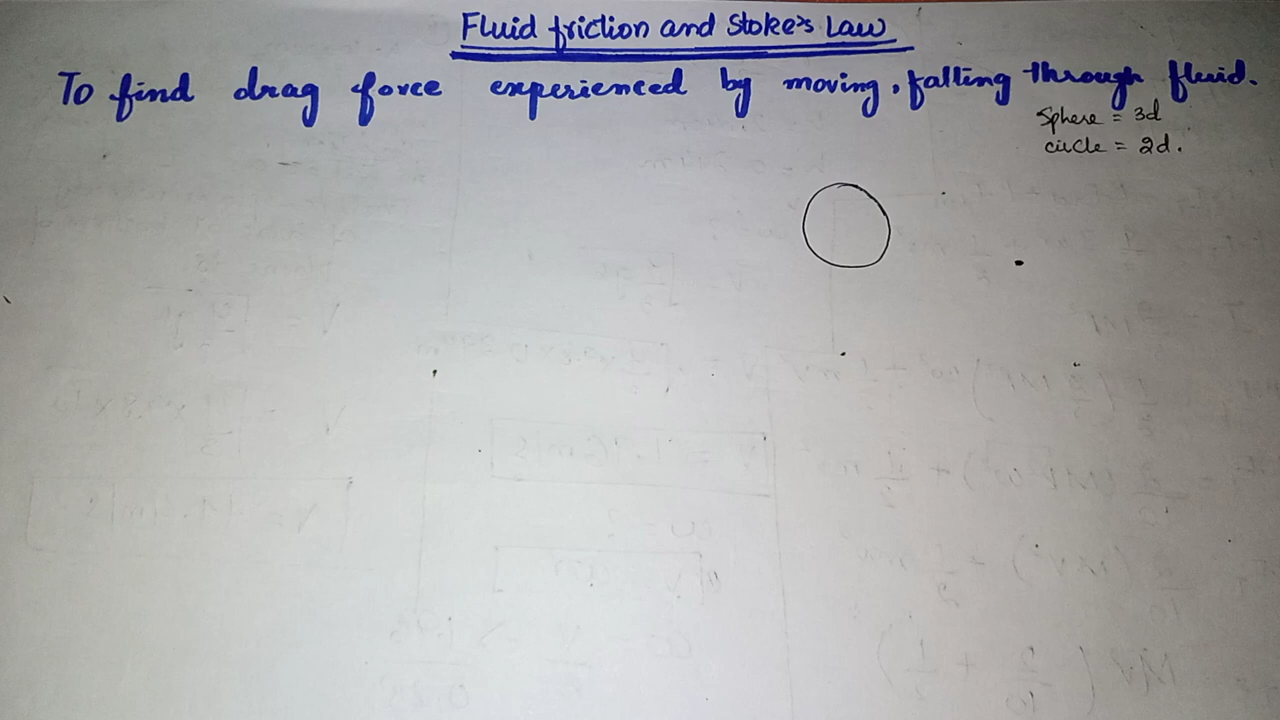 Fluid friction and Stoke's Law
To find drag force experienced by moving, falling through fluid.
Sphere = 3d
circle = 2d.